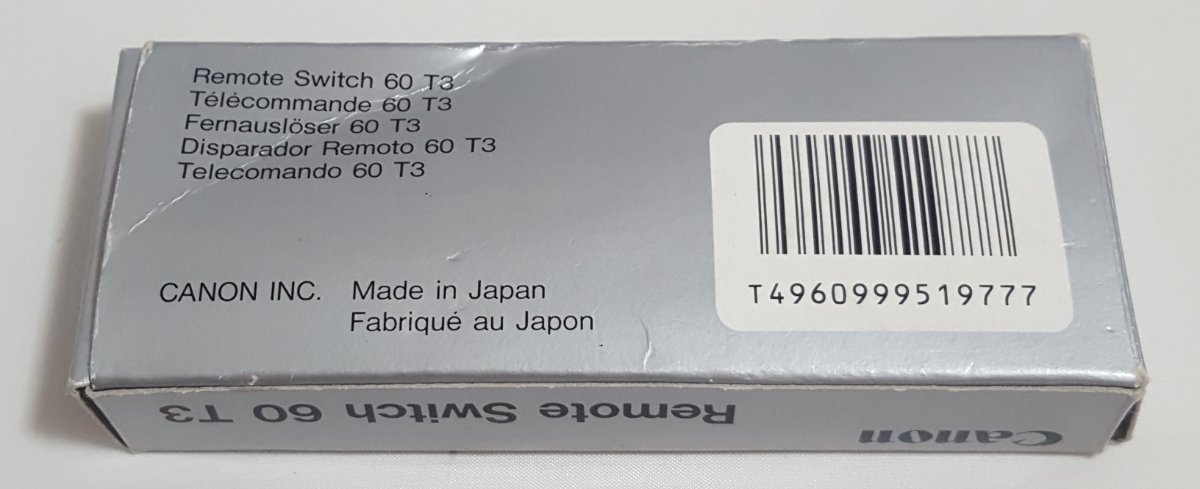 Remote Switch 60 T3
Télécommande 60 T3
Fernauslöser 60 T3
Disparador Remoto 60 T3
Telecomando 60 T3
CANON INC. Made in Japan
Fabriqué au Japon
T4960999519777
Canon Remote Switch 60 T3